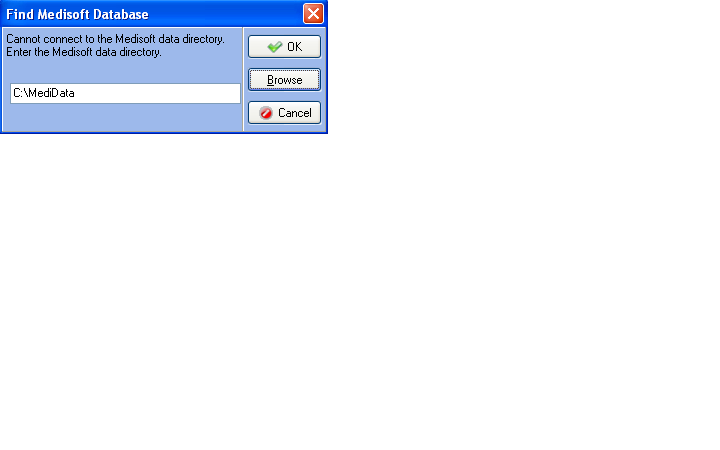 Find Medisoft Database
Cannot connect to the Medisoft data directory.
Enter the Medisoft data directory.
OK
Browse
C:\MediData
Cancel